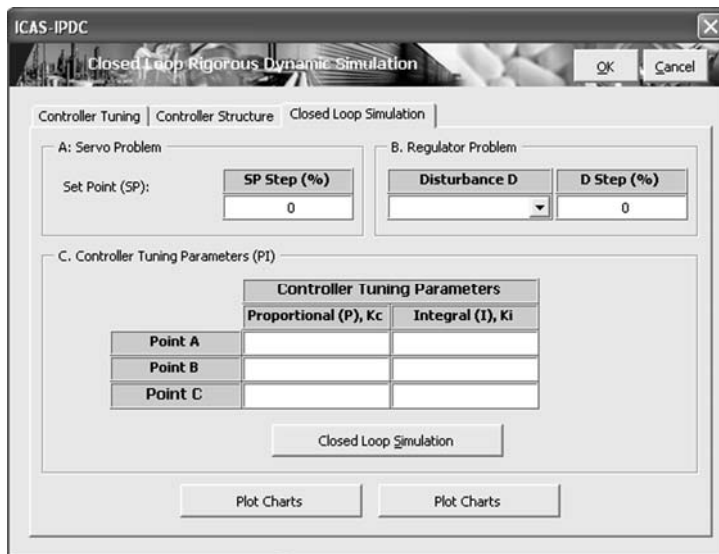 ICAS-IPDC
Closed Loop Rigorous Dynamic Simulation
OK
Cancel
Controller Tuning
Controller Structure
Closed Loop Simulation
A: Servo Problem
Set Point (SP):
SP Step (%)
0
B. Regulator Problem
Disturbance D
D Step (%)
0
C. Controller Tuning Parameters (PI)
Controller Tuning Parameters
Proportional (P), Kc
Integral (I), Ki
Point A
Point B
Point C
Closed Loop Simulation
Plot Charts
Plot Charts